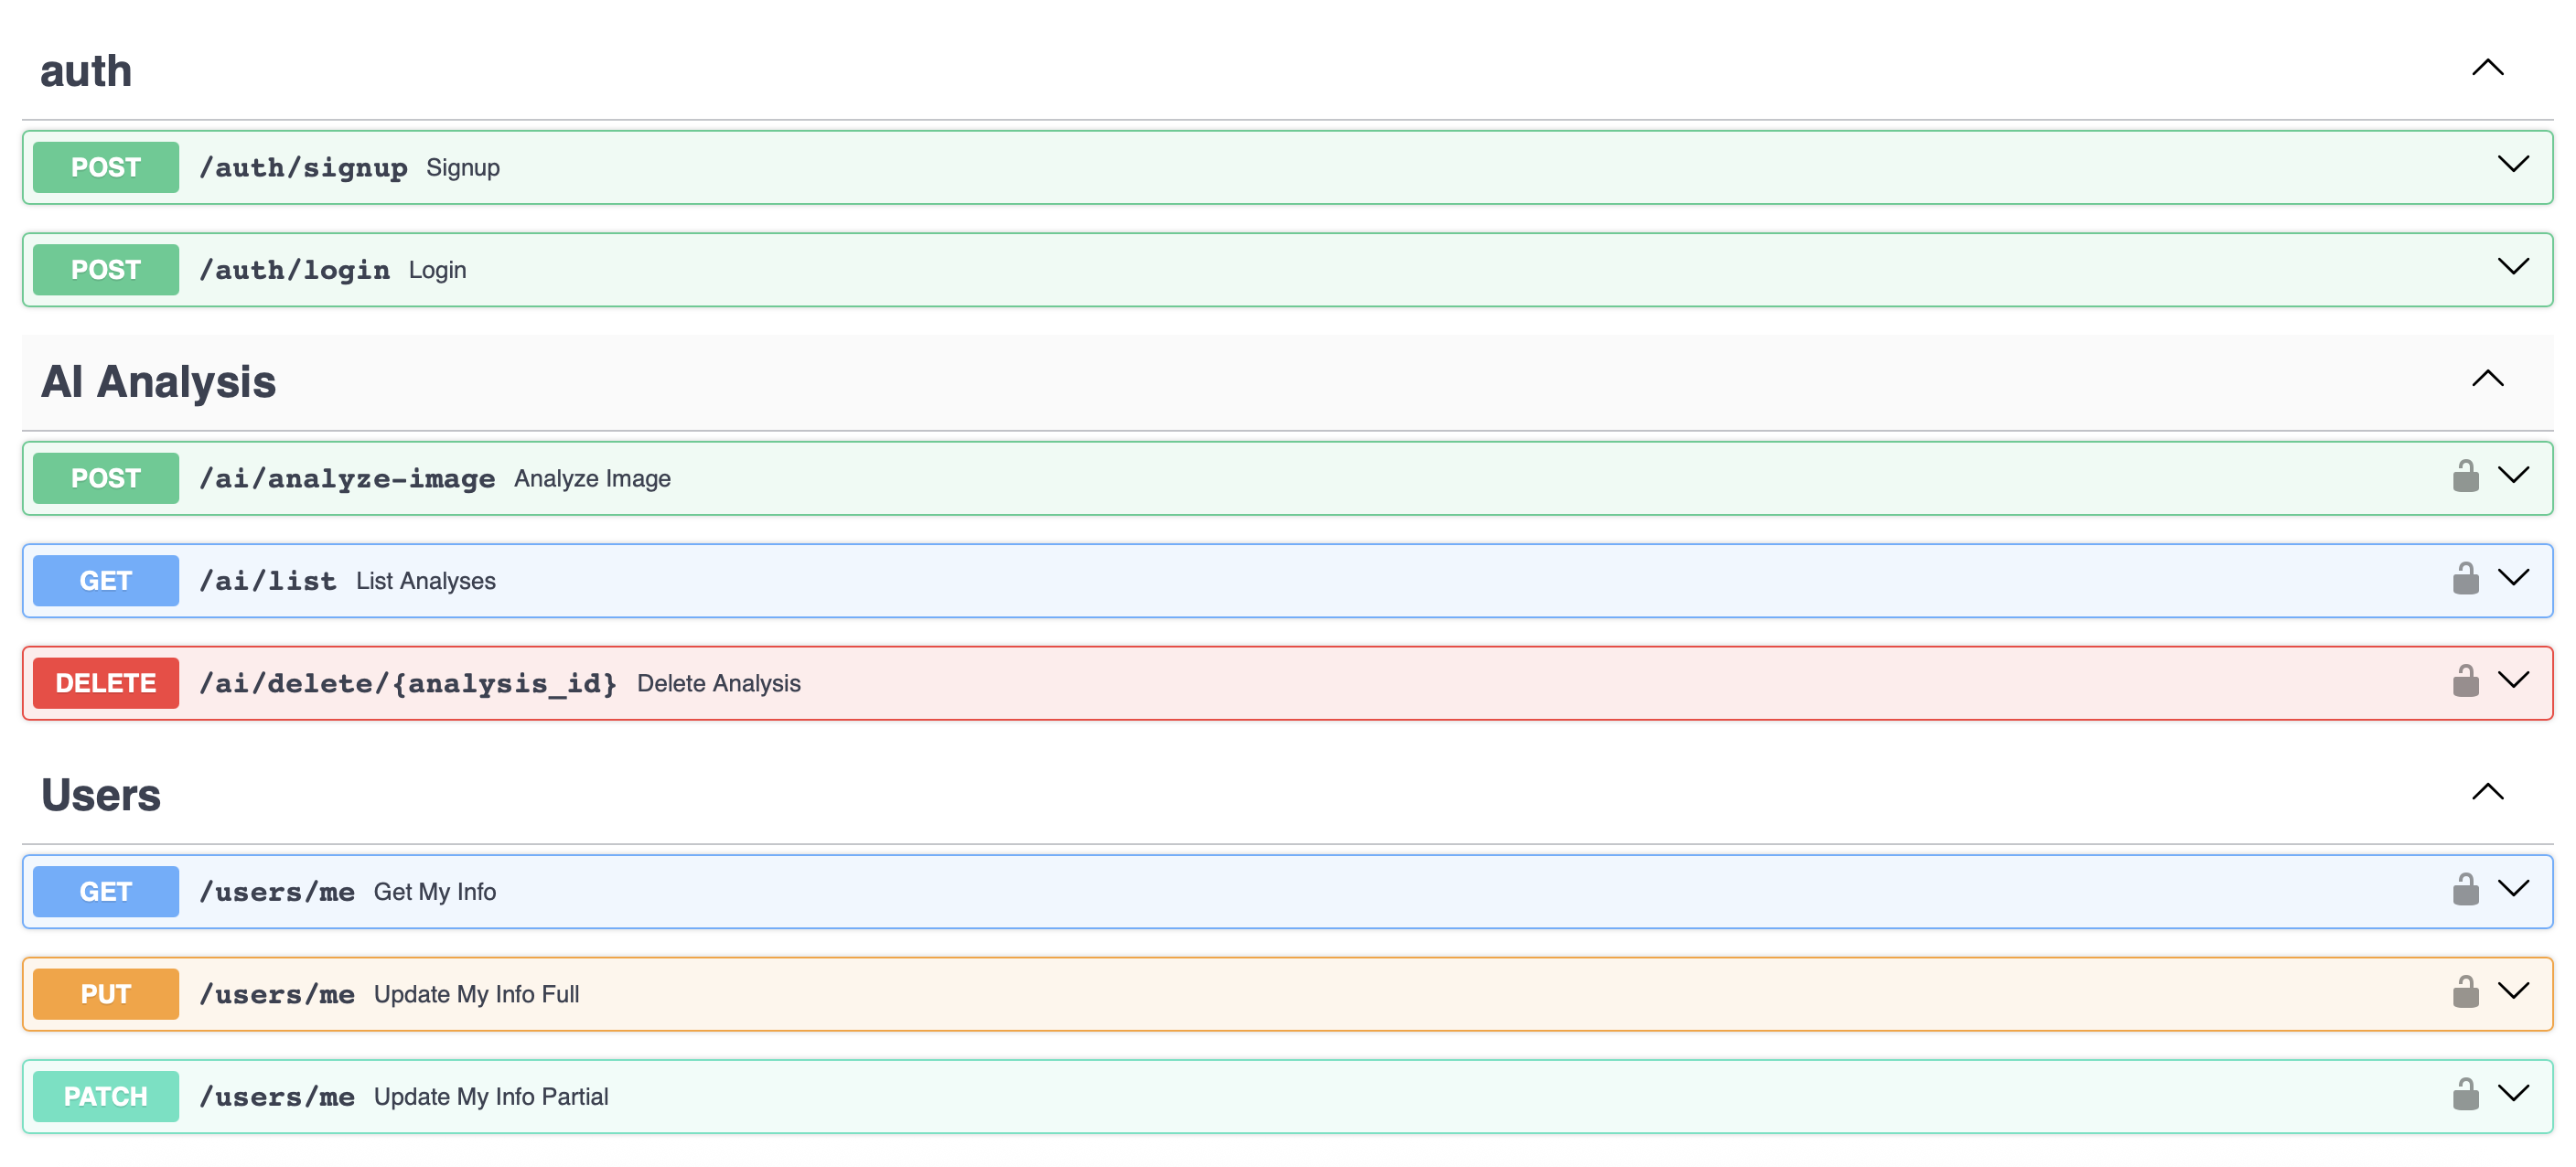 auth
POST /auth/signup Signup
POST /auth/login Login
AI Analysis
POST /ai/analyze-image Analyze Image
GET /ai/list List Analyses
DELETE /ai/delete/{analysis_id} Delete Analysis
Users
GET /users/me Get My Info
PUT /users/me Update My Info Full
PATCH /users/me Update My Info Partial